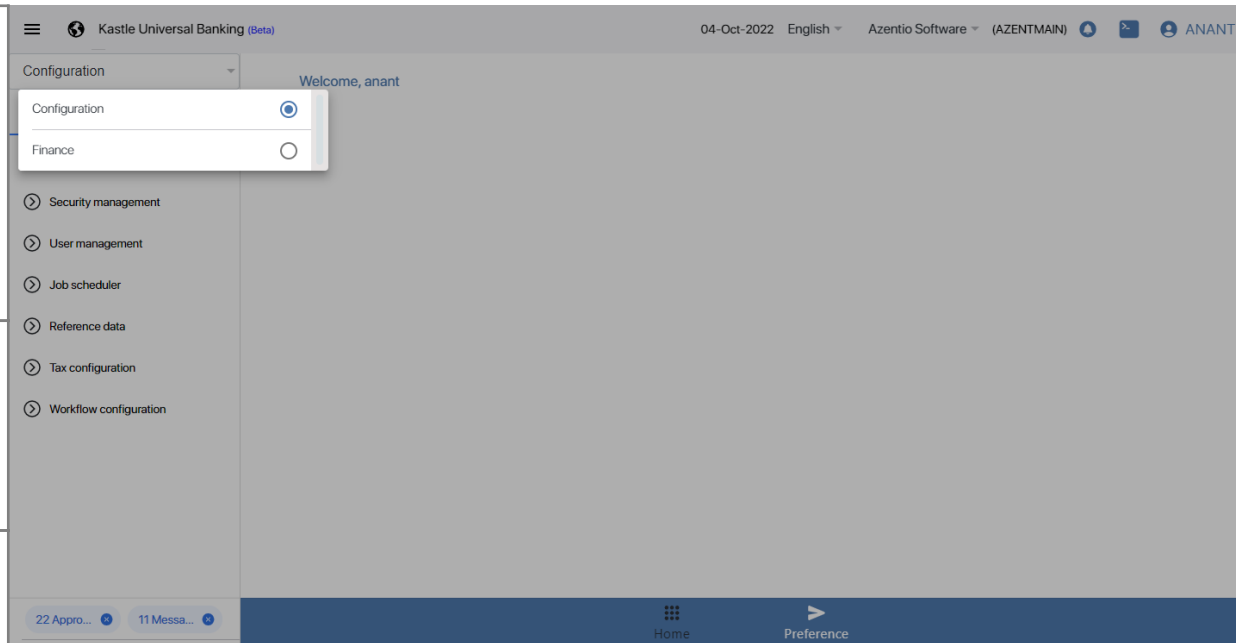 Kastle Universal Banking (Beta)
04-Oct-2022 English Azentio Software (AZENTMAIN) ANANT
Configuration
Welcome, anant
Configuration
Finance
Security management
User management
Job scheduler
Reference data
Tax configuration
Workflow configuration
22 Appro... 11 Messa...
Home Preference